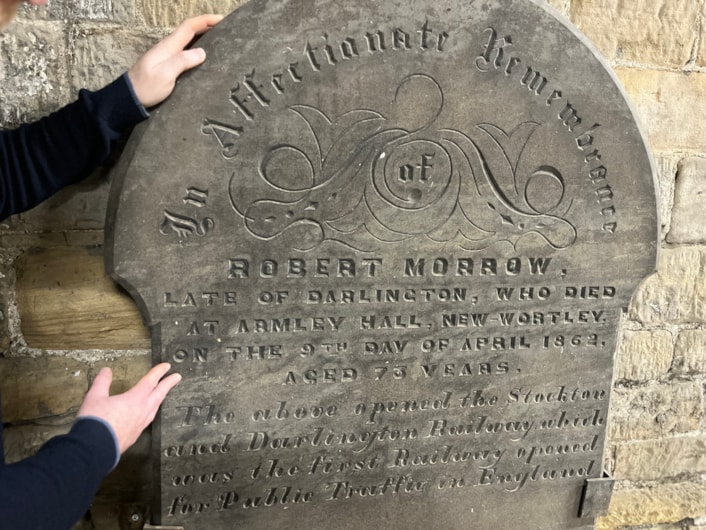 In Affectionate Remembrance
of
ROBERT MORROW,
LATE OF DARLINGTON, WHO DIED
AT ARMLEY HALL, NEW-WORTLEY,
ON THE 9TH DAY OF APRIL 1862,
AGED 73 YEARS.
The above opened the Stockton
and Darlington Railway which
was the first Railway opened
for Public Traffic in England